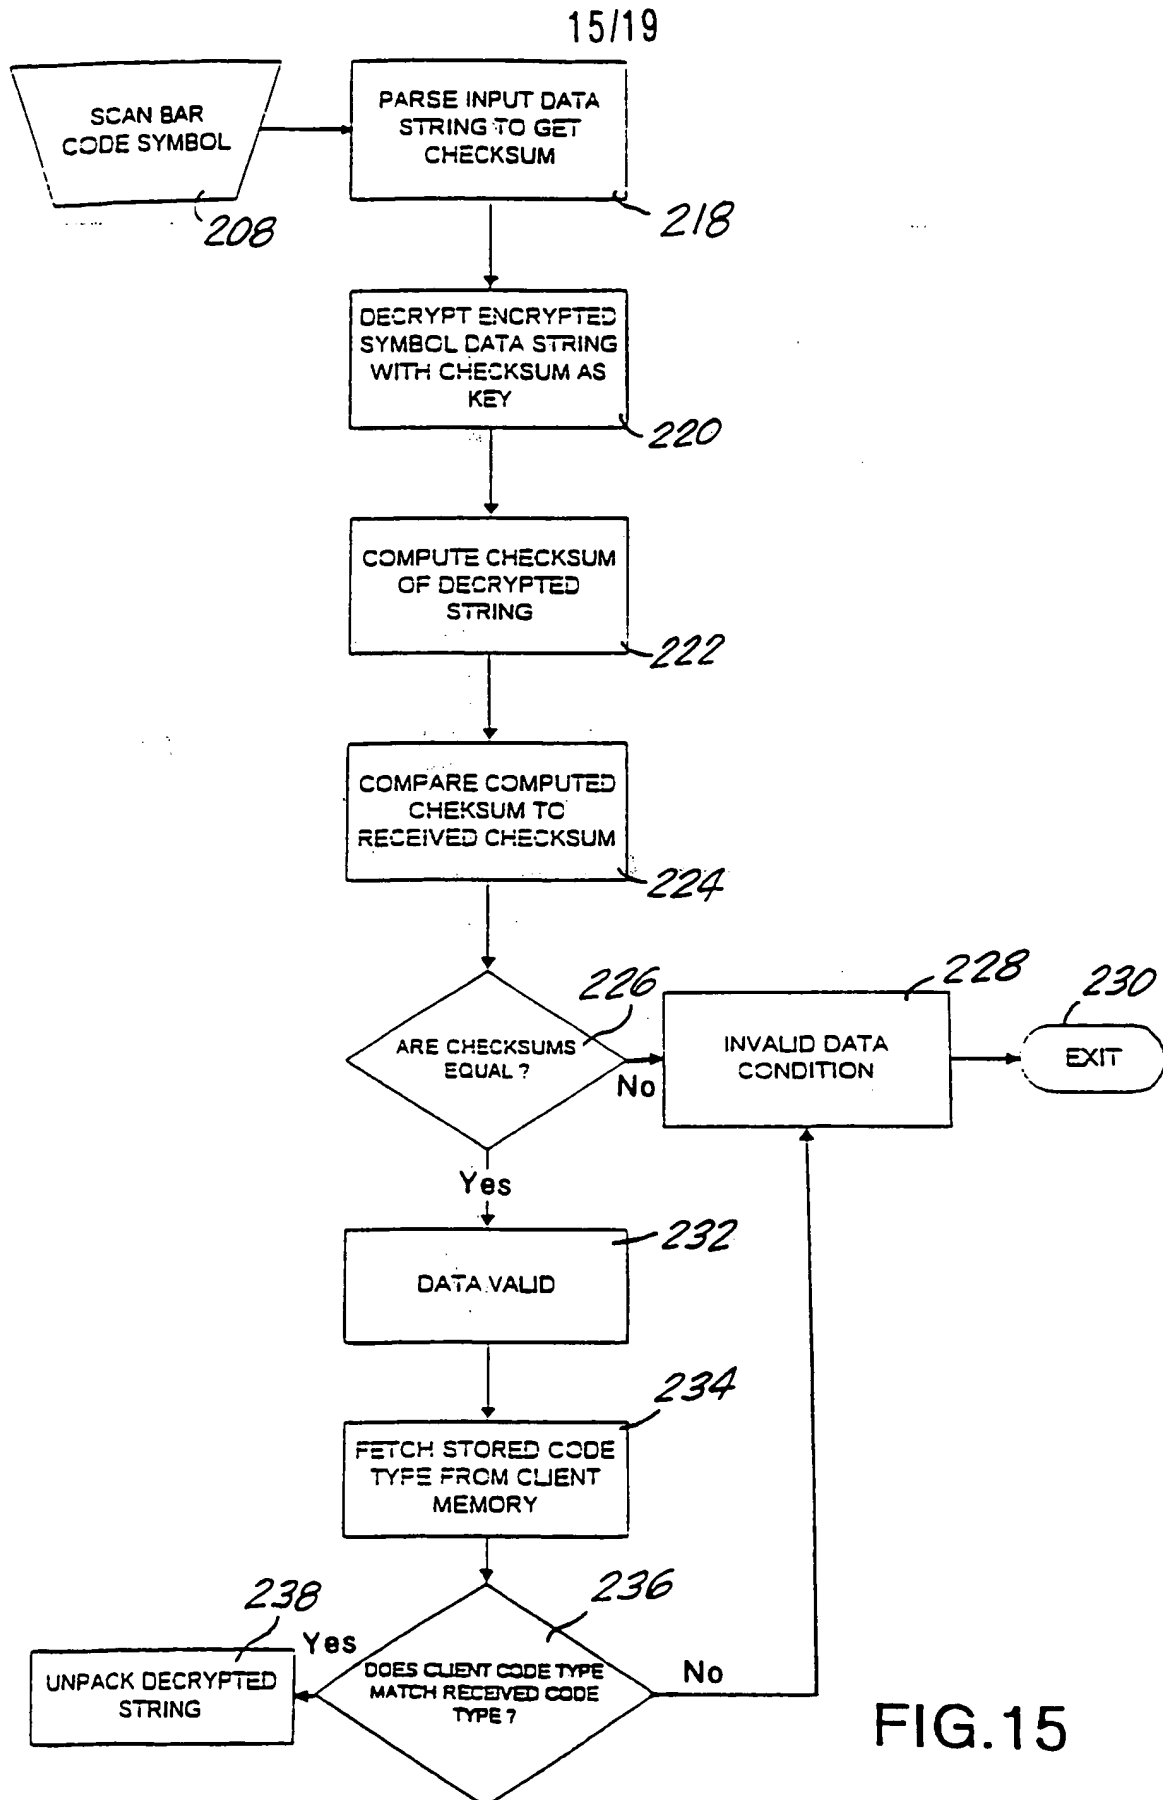 15/19
SCAN BAR
CODE SYMBOL
208
PARSE INPUT DATA
STRING TO GET
CHECKSUM
218
DECRYPT ENCRYPTED
SYMBOL DATA STRING
WITH CHECKSUM AS
KEY
220
COMPUTE CHECKSUM
OF DECRYPTED
STRING
222
COMPARE COMPUTED
CHEKSUM TO
RECEIVED CHECKSUM
224
226
ARE CHECKSUMS
EQUAL ?
No
228
INVALID DATA
CONDITION
230
EXIT
Yes
232
DATA VALID
234
FETCH STORED CODE
TYPE FROM CLIENT
MEMORY
236
DOES CLIENT CODE TYPE
MATCH RECEIVED CODE
TYPE ?
No
Yes
238
UNPACK DECRYPTED
STRING
FIG.15